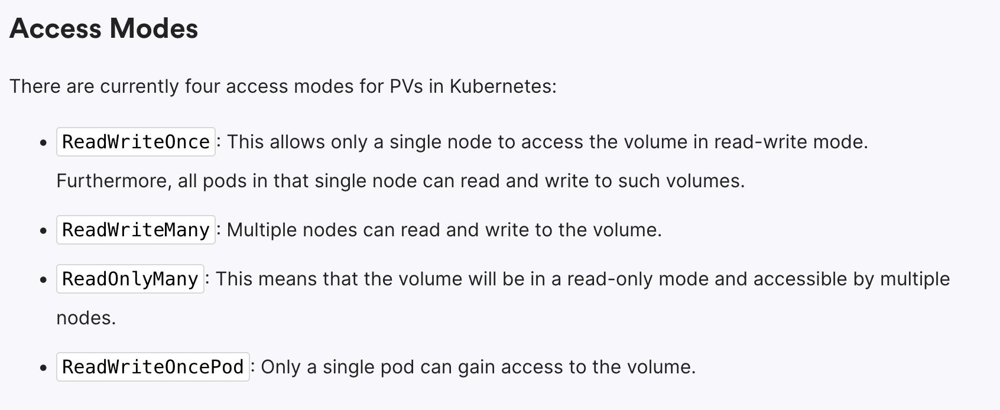 Access Modes
There are currently four access modes for PVs in Kubernetes:
• ReadWriteOnce: This allows only a single node to access the volume in read-write mode.
Furthermore, all pods in that single node can read and write to such volumes.
• ReadWriteMany: Multiple nodes can read and write to the volume.
• ReadOnlyMany: This means that the volume will be in a read-only mode and accessible by multiple
nodes.
• ReadWriteOncePod: Only a single pod can gain access to the volume.